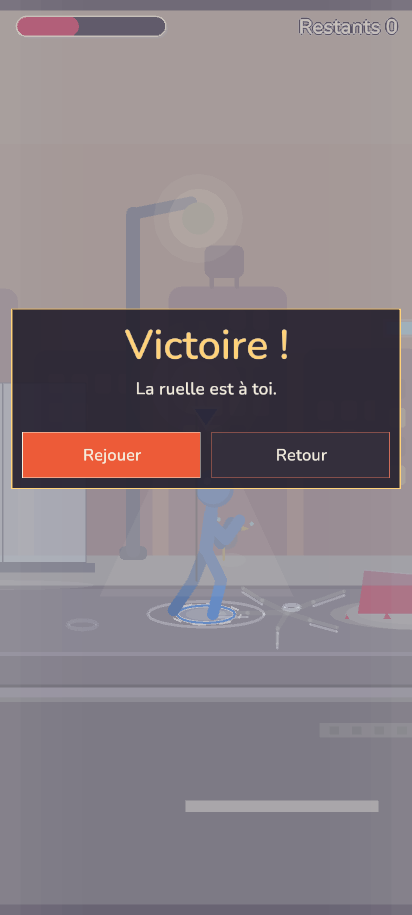 Restants 0
Victoire !
La ruelle est à toi.
Rejouer
Retour